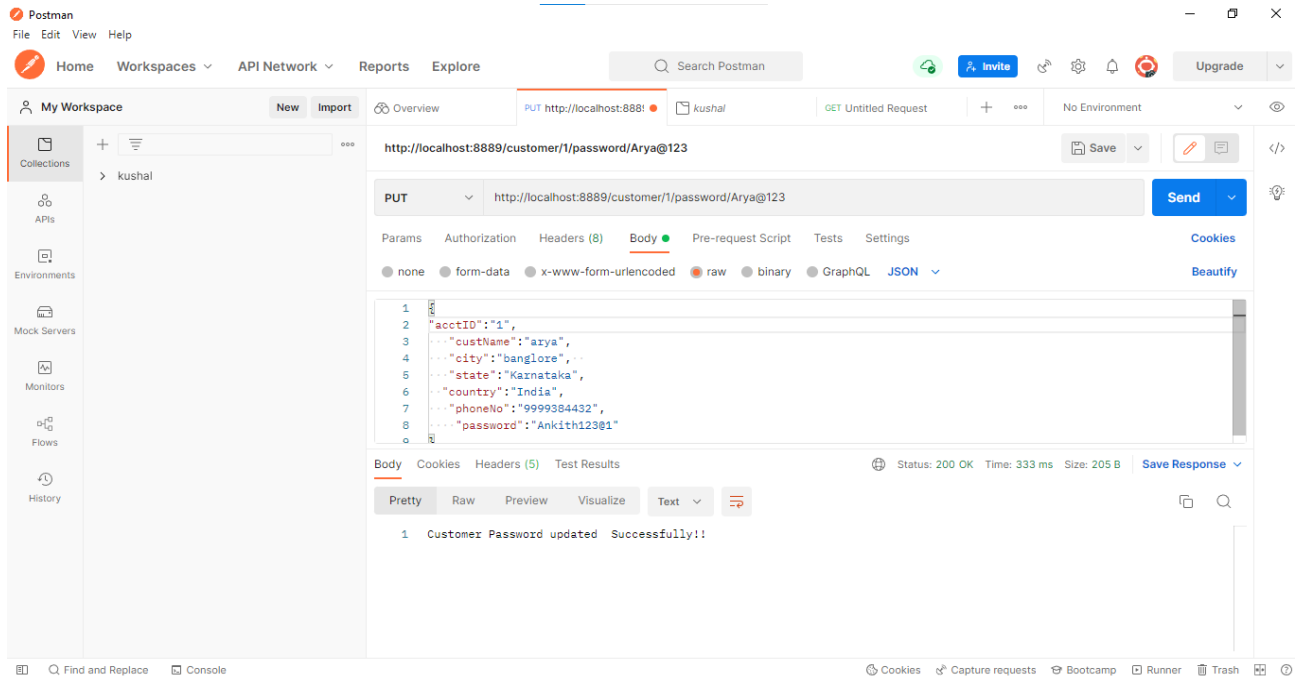 Postman
File Edit View Help
Home Workspaces API Network Reports Explore Search Postman Invite Upgrade
My Workspace New Import Overview PUT http://localhost:888 kushal GET Untitled Request No Environment
Collections
APIs
Environments
Mock Servers
Monitors
Flows
History
kushal
http://localhost:8889/customer/1/password/Arya@123 Save
PUT http://localhost:8889/customer/1/password/Arya@123 Send
Params Authorization Headers (8) Body Pre-request Script Tests Settings Cookies
none form-data x-www-form-urlencoded raw binary GraphQL JSON Beautify
1 {
2 "acctID":"1",
3 "custName":"arya",
4 "city":"banglore",
5 "state":"Karnataka",
6 "country":"India",
7 "phoneNo":"9999384432",
8 "password":"Ankith123@1"
9 }
Body Cookies Headers (5) Test Results Status: 200 OK Time: 333 ms Size: 205 B Save Response
Pretty Raw Preview Visualize Text
1 Customer Password updated  Successfully!!
Find and Replace Console Cookies Capture requests Bootcamp Runner Trash